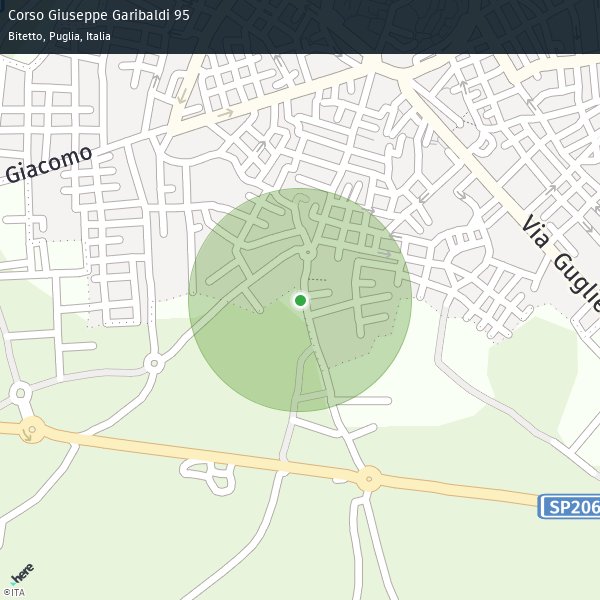 Corso Giuseppe Garibaldi 95
Bitetto, Puglia, Italia
Giacomo
Via Guglie
SP206
here
©ITA